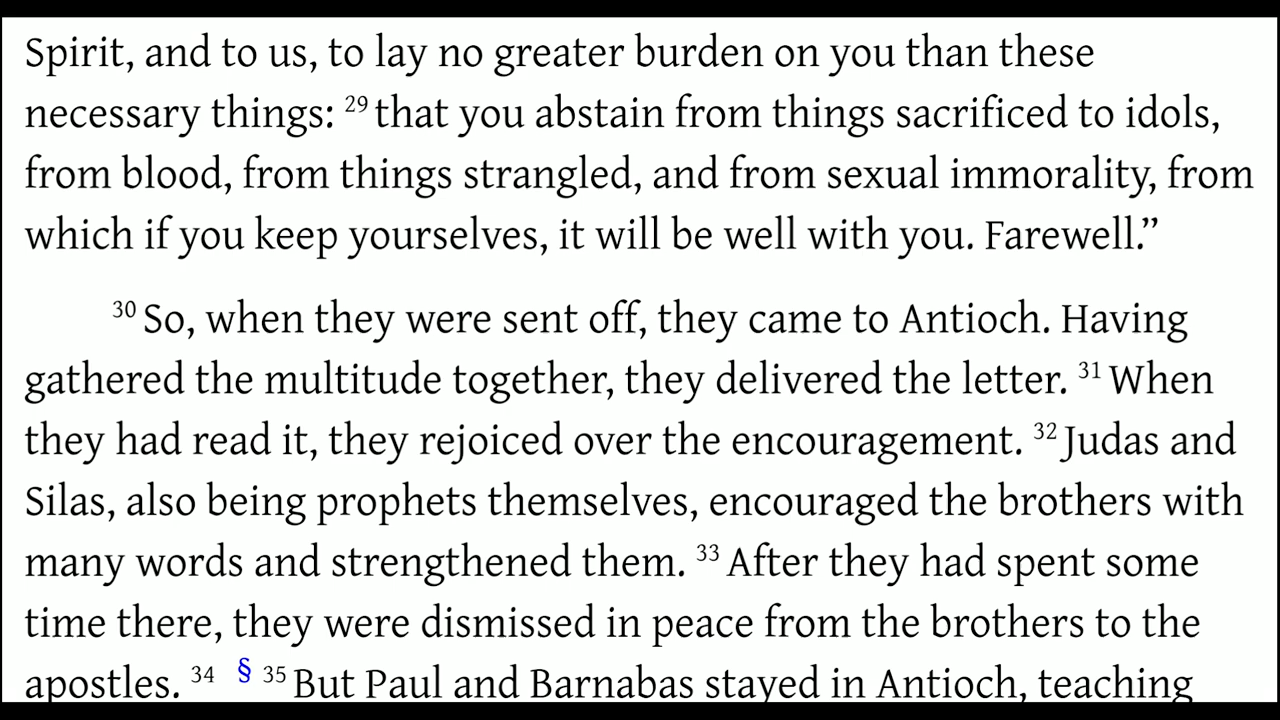 Spirit, and to us, to lay no greater burden on you than these
necessary things: 29 that you abstain from things sacrificed to idols,
from blood, from things strangled, and from sexual immorality, from
which if you keep yourselves, it will be well with you. Farewell.”
30 So, when they were sent off, they came to Antioch. Having
gathered the multitude together, they delivered the letter. 31 When
they had read it, they rejoiced over the encouragement. 32 Judas and
Silas, also being prophets themselves, encouraged the brothers with
many words and strengthened them. 33 After they had spent some
time there, they were dismissed in peace from the brothers to the
apostles. 34 § 35 But Paul and Barnabas stayed in Antioch, teaching